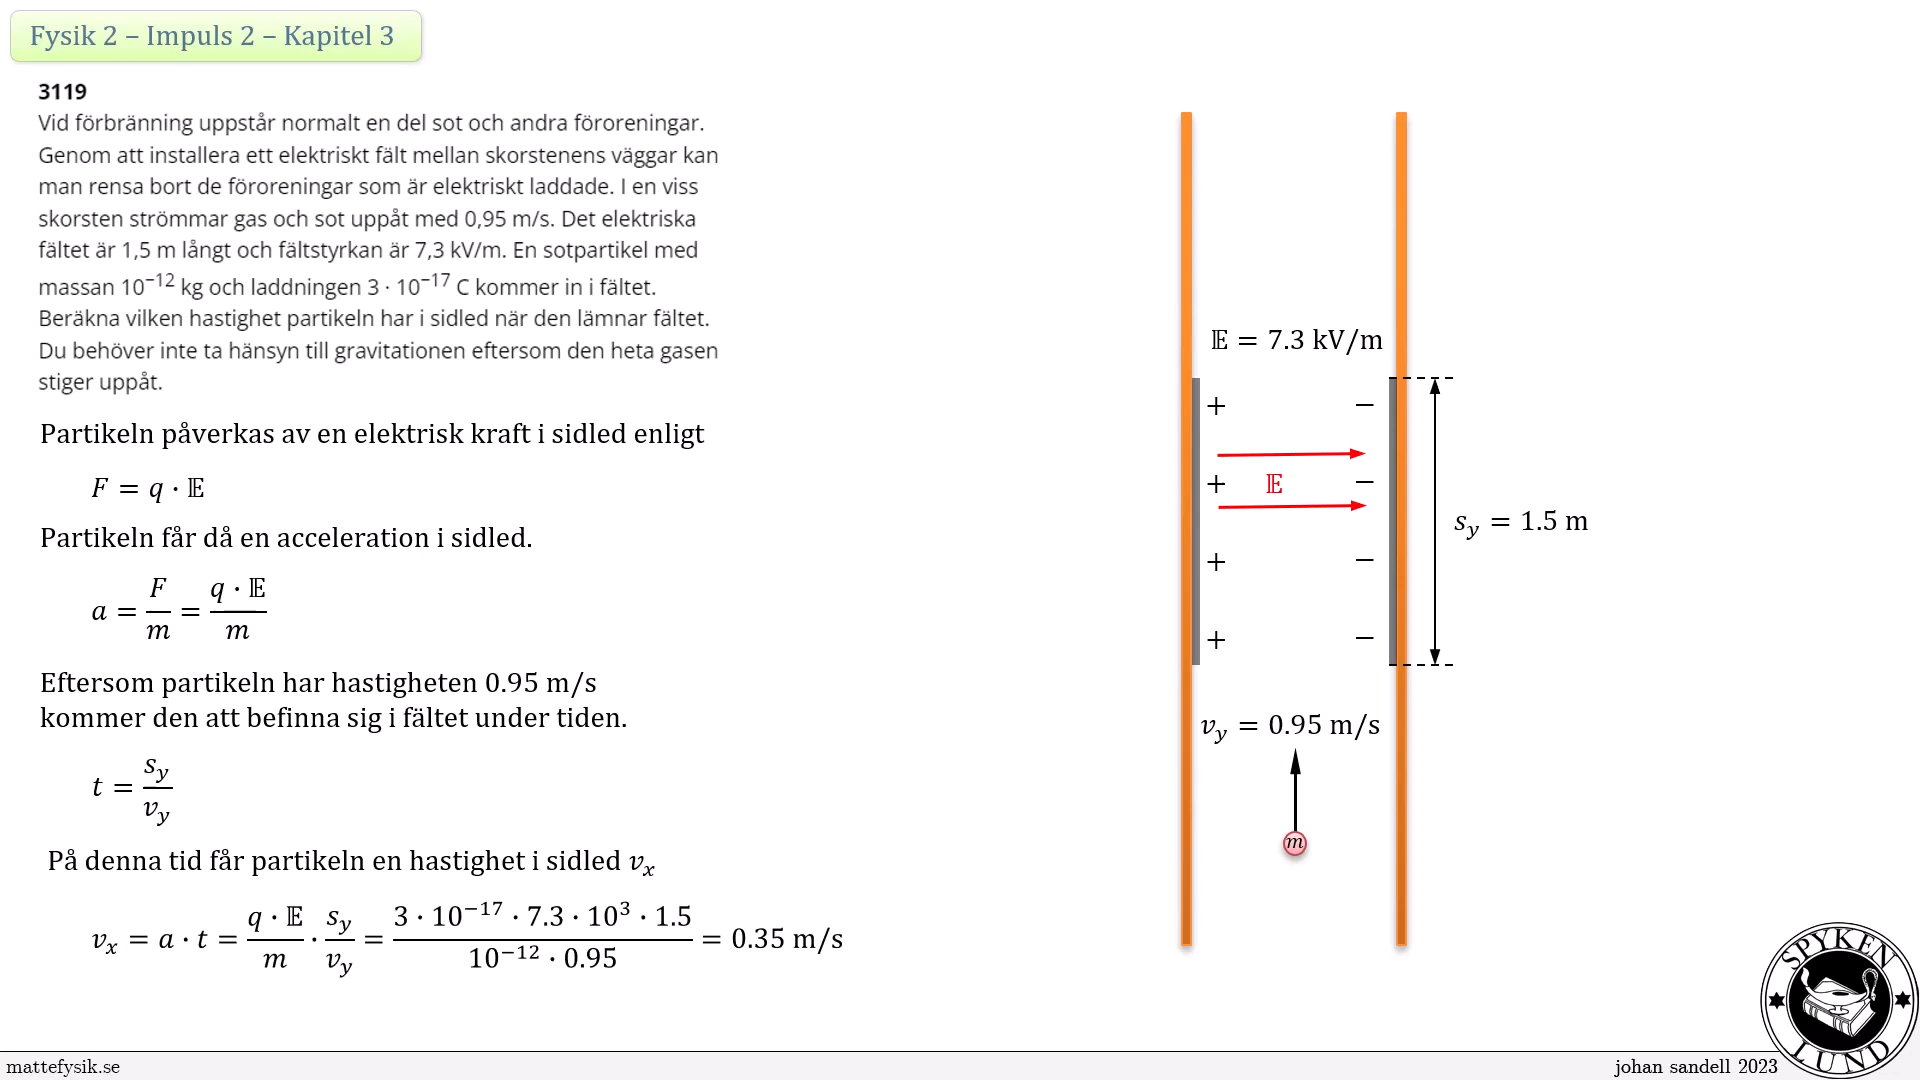 Fysik 2 – Impuls 2 – Kapitel 3
3119
Vid förbränning uppstår normalt en del sot och andra föroreningar.
Genom att installera ett elektriskt fält mellan skorstenens väggar kan
man rensa bort de föroreningar som är elektriskt laddade. I en viss
skorsten strömmar gas och sot uppåt med 0,95 m/s. Det elektriska
fältet är 1,5 m långt och fältstyrkan är 7,3 kV/m. En sotpartikel med
massan 10⁻¹² kg och laddningen 3 · 10⁻¹⁷ C kommer in i fältet.
Beräkna vilken hastighet partikeln har i sidled när den lämnar fältet.
Du behöver inte ta hänsyn till gravitationen eftersom den heta gasen
stiger uppåt.
Partikeln påverkas av en elektrisk kraft i sidled enligt
F = q · 𝔼
Partikeln får då en acceleration i sidled.
a = F/m = (q · 𝔼)/m
Eftersom partikeln har hastigheten 0.95 m/s
kommer den att befinna sig i fältet under tiden.
t = s_y/v_y
På denna tid får partikeln en hastighet i sidled v_x
v_x = a · t = (q · 𝔼)/m · s_y/v_y = (3 · 10⁻¹⁷ · 7.3 · 10³ · 1.5)/(10⁻¹² · 0.95) = 0.35 m/s
𝔼 = 7.3 kV/m
+ −
+ 𝔼 −
s_y = 1.5 m
+ −
+ −
v_y = 0.95 m/s
m
SPYKEN
LUND
mattefysik.se
johan sandell 2023